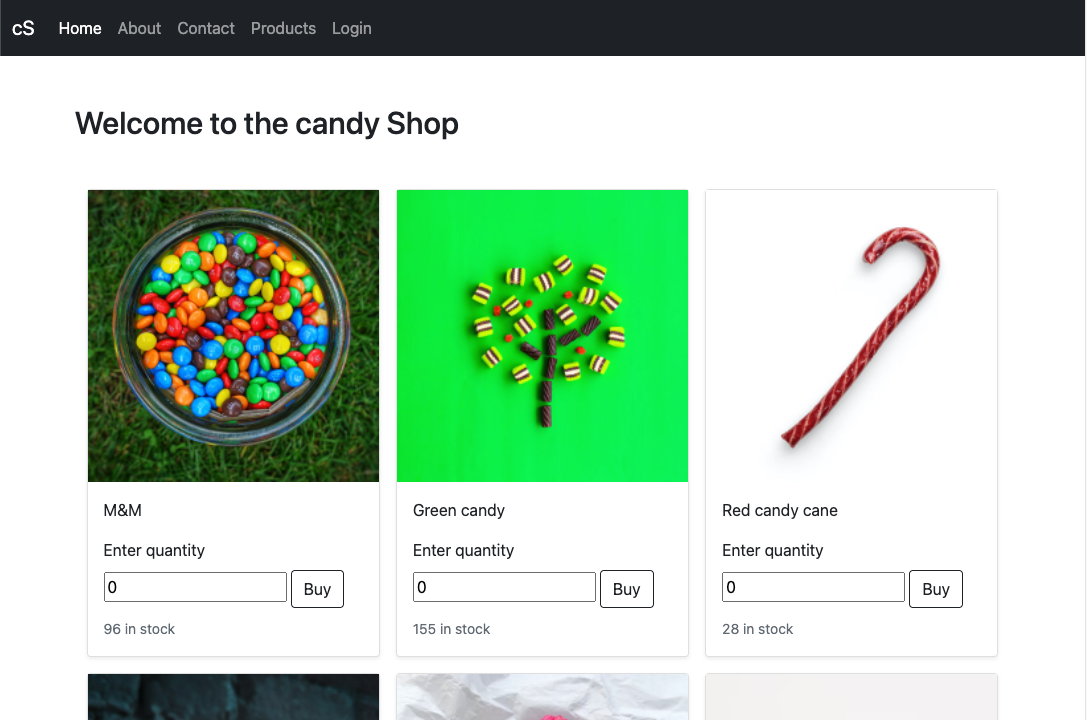 cS Home About Contact Products Login
Welcome to the candy Shop
M&M
Enter quantity
0 Buy
96 in stock
Green candy
Enter quantity
0 Buy
155 in stock
Red candy cane
Enter quantity
0 Buy
28 in stock